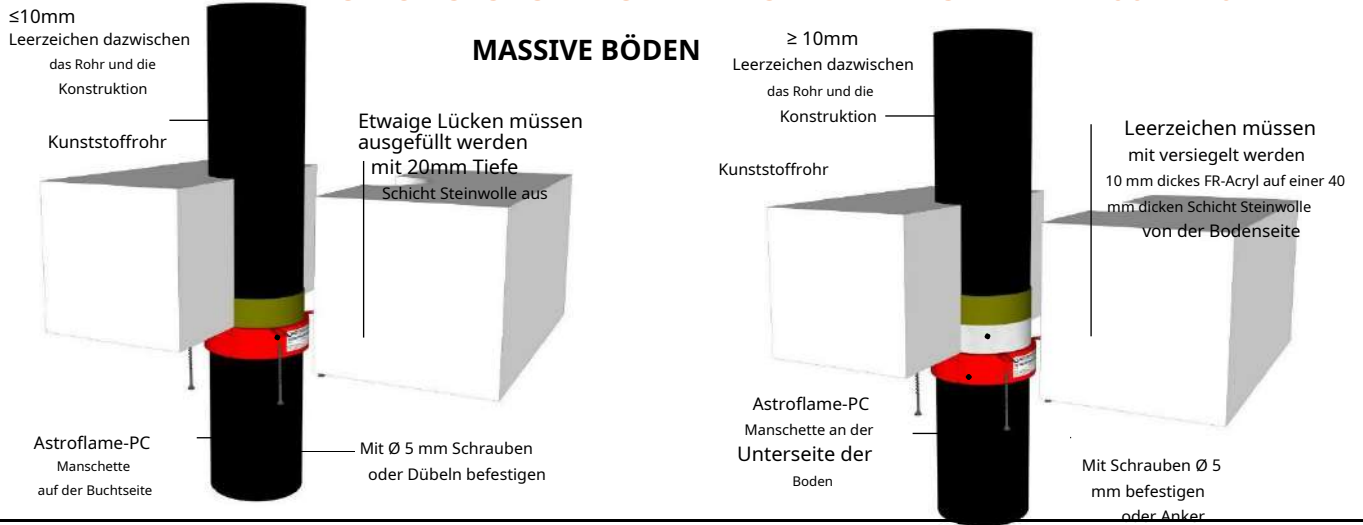 MASSIVE BÖDEN
≤10mm
Leerzeichen dazwischen
das Rohr und die
Konstruktion
Kunststoffrohr
Etwaige Lücken müssen
ausgefüllt werden
mit 20mm Tiefe
Schicht Steinwolle aus
Astroflame-PC
Manschette
auf der Buchtseite
Mit Ø 5 mm Schrauben
oder Dübeln befestigen
≥ 10mm
Leerzeichen dazwischen
das Rohr und die
Konstruktion
Kunststoffrohr
Leerzeichen müssen
mit versiegelt werden
10 mm dickes FR-Acryl auf einer 40
mm dicken Schicht Steinwolle
von der Bodenseite
Astroflame-PC
Manschette an der
Unterseite der
Boden
Mit Schrauben Ø 5
mm befestigen
oder Anker